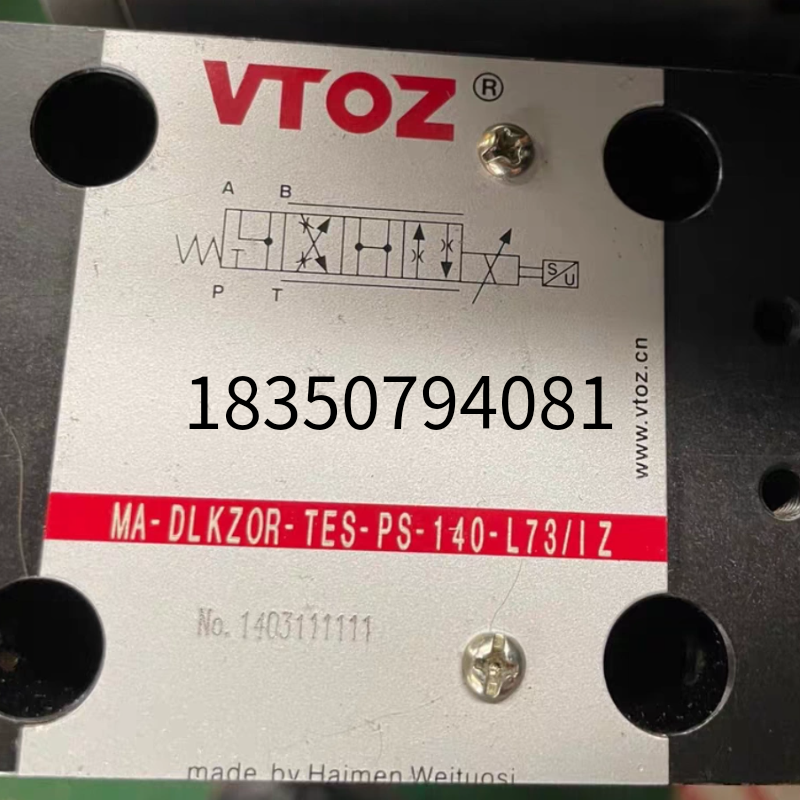 VTOZ®
A B
S/U
P T
18350794081
www.vtoz.cn
MA-DLKZOR-TES-PS-140-L73/IZ
No. 1403111111
made by Haimen Weituosi